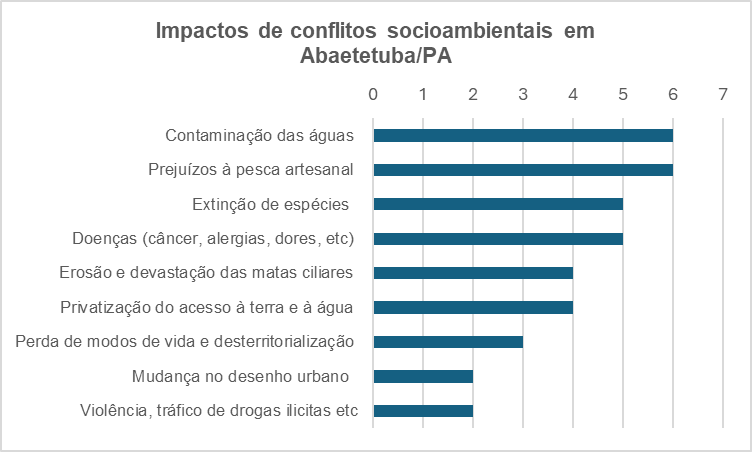 Impactos de conflitos socioambientais em
Abaetetuba/PA
0 1 2 3 4 5 6 7
Contaminação das águas
Prejuízos à pesca artesanal
Extinção de espécies
Doenças (câncer, alergias, dores, etc)
Erosão e devastação das matas ciliares
Privatização do acesso à terra e à água
Perda de modos de vida e desterritorialização
Mudança no desenho urbano
Violência, tráfico de drogas ilicitas etc